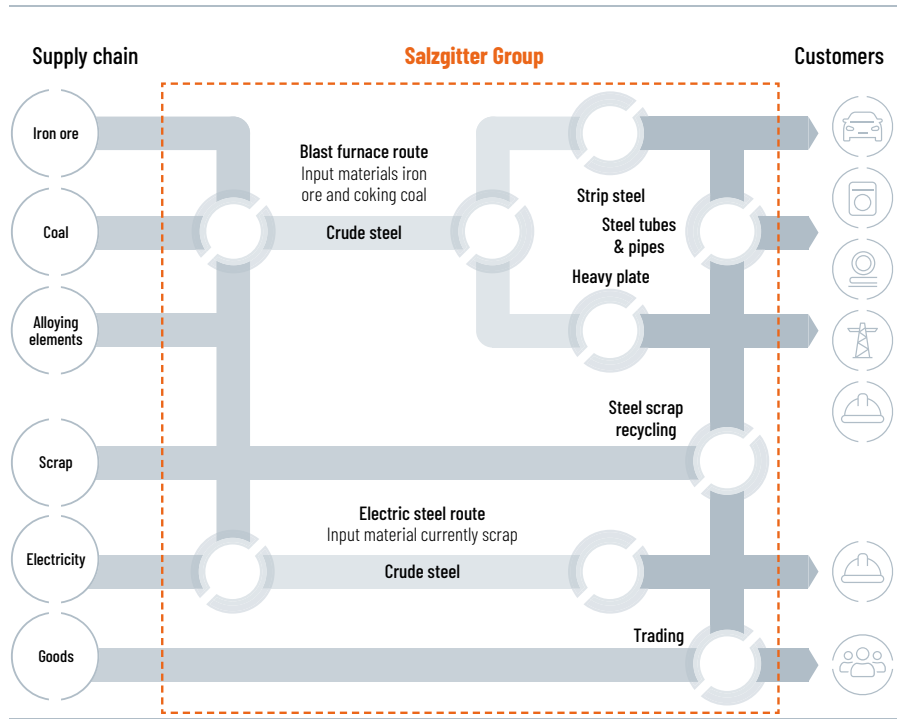 Supply chain
Salzgitter Group
Customers
Iron ore
Blast furnace route
Input materials iron
ore and coking coal
Strip steel
Coal
Crude steel
Steel tubes
& pipes
Heavy plate
Alloying
elements
Steel scrap
recycling
Scrap
Electric steel route
Input material currently scrap
Electricity
Crude steel
Trading
Goods